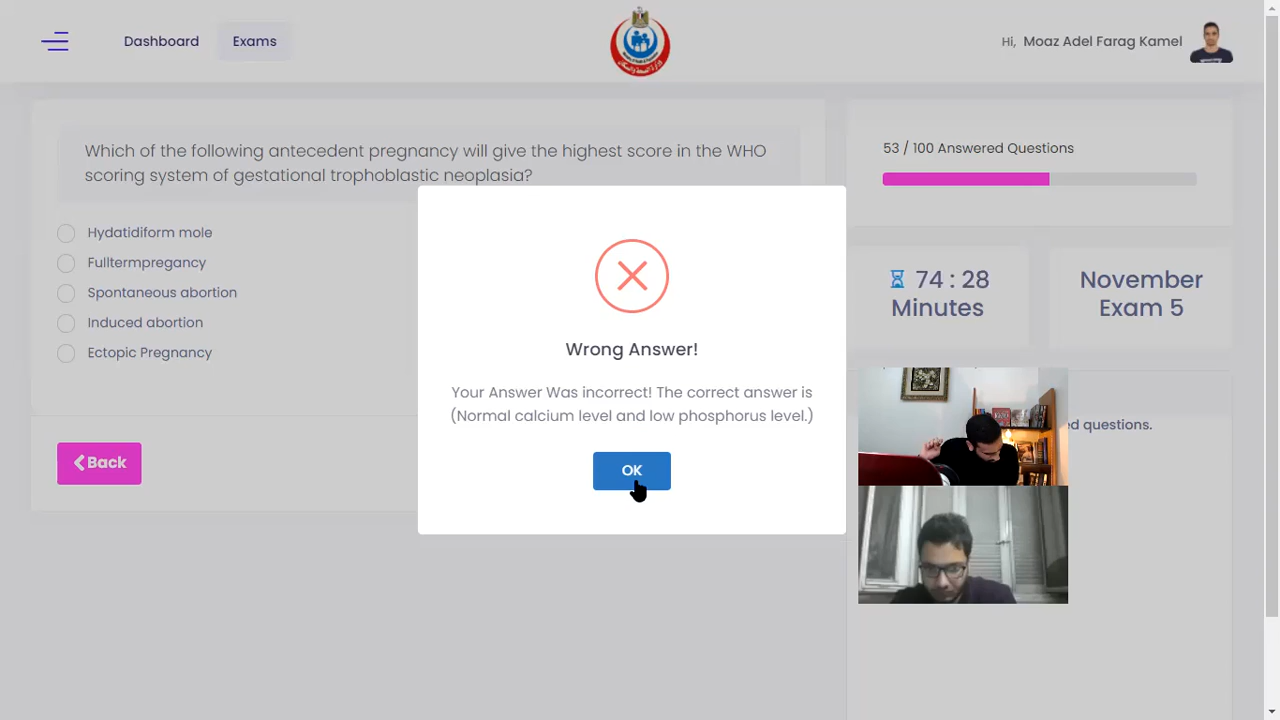 Dashboard
Exams
Hi, Moaz Adel Farag Kamel
Which of the following antecedent pregnancy will give the highest score in the WHO
scoring system of gestational trophoblastic neoplasia?
Hydatidiform mole
Fulltermpregancy
Spontaneous abortion
Induced abortion
Ectopic Pregnancy
Back
Wrong Answer!
Your Answer Was incorrect! The correct answer is
(Normal calcium level and low phosphorus level.)
OK
53 / 100 Answered Questions
74 : 28
Minutes
November
Exam 5
ed questions.